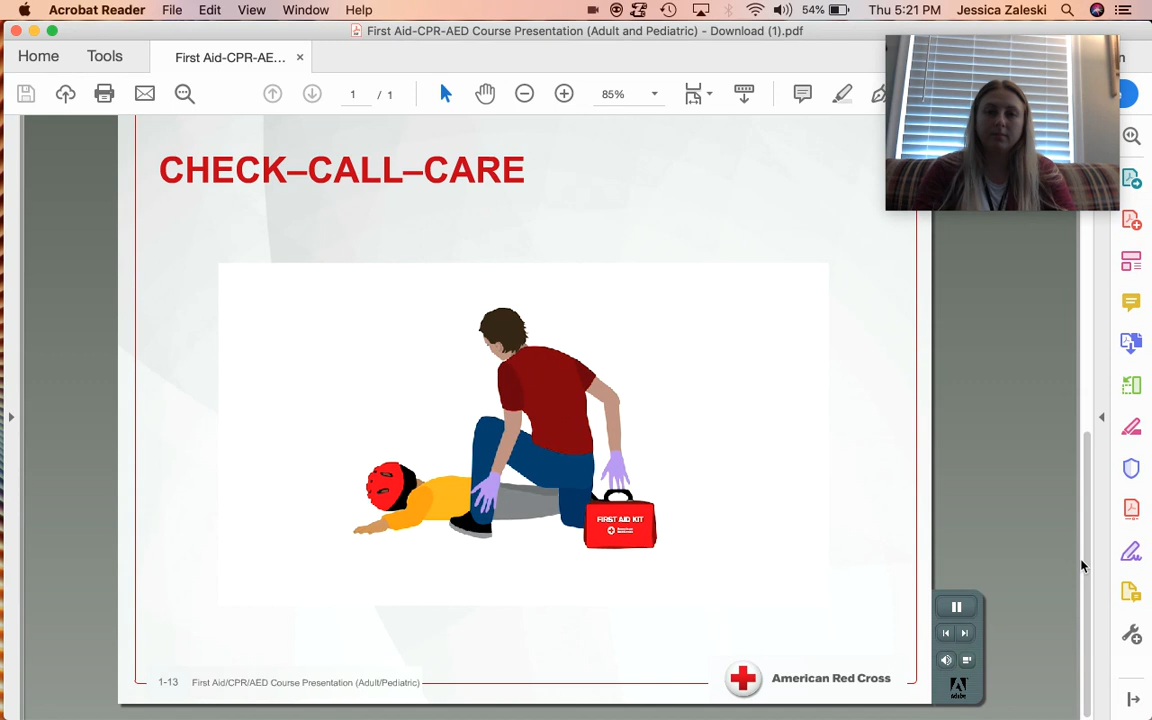 Acrobat Reader File Edit View Window Help 54% Thu 5:21 PM Jessica Zaleski
First Aid-CPR-AED Course Presentation (Adult and Pediatric) - Download (1).pdf
Home Tools First Aid-CPR-AE... ×
1 / 1 85%
CHECK–CALL–CARE
FIRST AID KIT
1-13 First Aid/CPR/AED Course Presentation (Adult/Pediatric)
American Red Cross
Adobe